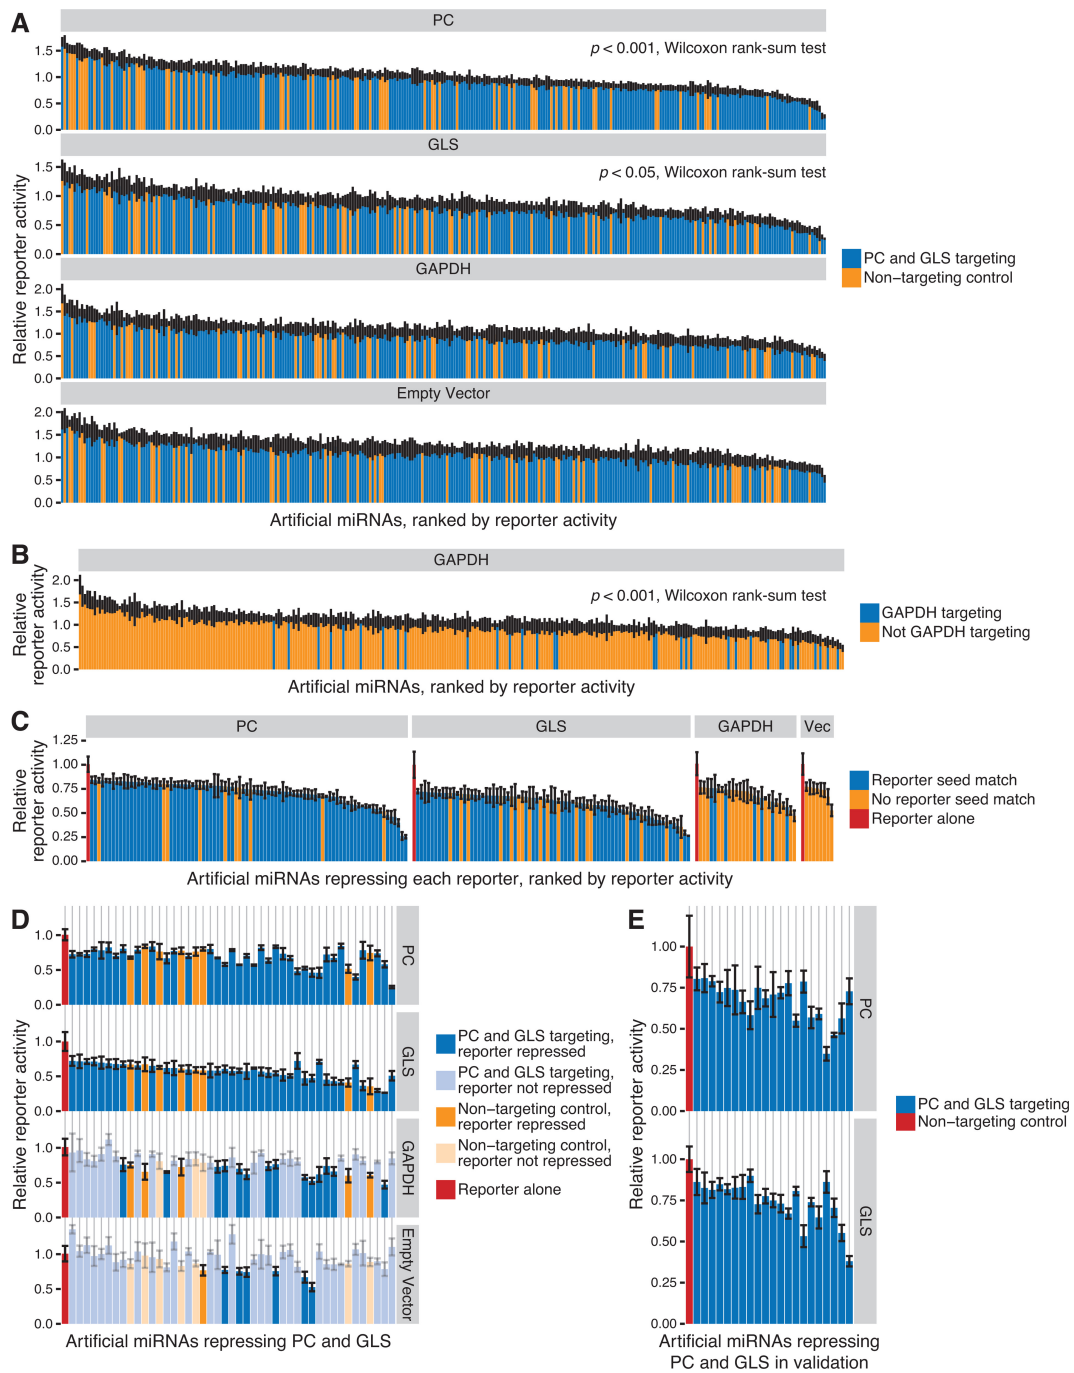 A
PC
p < 0.001, Wilcoxon rank-sum test
1.5
1.0
0.5
0.0
GLS
p < 0.05, Wilcoxon rank-sum test
1.5
1.0
0.5
0.0
GAPDH
2.0
1.5
1.0
0.5
0.0
Empty Vector
2.0
1.5
1.0
0.5
0.0
Relative reporter activity
Artificial miRNAs, ranked by reporter activity
PC and GLS targeting
Non−targeting control
B
GAPDH
p < 0.001, Wilcoxon rank-sum test
2.0
1.5
1.0
0.5
0.0
Relative
reporter activity
Artificial miRNAs, ranked by reporter activity
GAPDH targeting
Not GAPDH targeting
C
PC
GLS
GAPDH
Vec
1.25
1.00
0.75
0.50
0.25
0.00
Relative
reporter activity
Artificial miRNAs repressing each reporter, ranked by reporter activity
Reporter seed match
No reporter seed match
Reporter alone
D
1.0
0.5
0.0
PC
1.0
0.5
0.0
GLS
1.0
0.5
0.0
GAPDH
1.0
0.5
0.0
Empty Vector
Relative reporter activity
Artificial miRNAs repressing PC and GLS
PC and GLS targeting,
reporter repressed
PC and GLS targeting,
reporter not repressed
Non−targeting control,
reporter repressed
Non−targeting control,
reporter not repressed
Reporter alone
E
1.00
0.75
0.50
0.25
0.00
PC
1.00
0.75
0.50
0.25
0.00
GLS
Relative reporter activity
Artificial miRNAs repressing
PC and GLS in validation
PC and GLS targeting
Non−targeting control